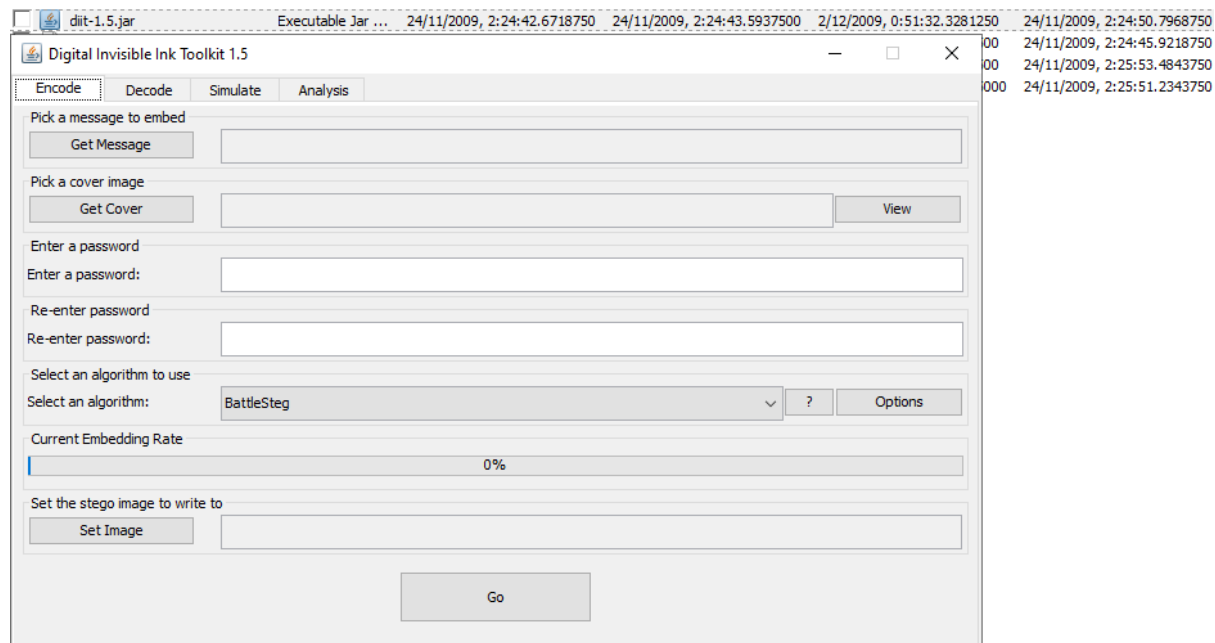 diit-1.5.jar Executable Jar ... 24/11/2009, 2:24:42.6718750 24/11/2009, 2:24:43.5937500 2/12/2009, 0:51:32.3281250 24/11/2009, 2:24:50.7968750
Digital Invisible Ink Toolkit 1.5 24/11/2009, 2:24:45.9218750
24/11/2009, 2:25:53.4843750
Encode Decode Simulate Analysis 24/11/2009, 2:25:51.2343750
Pick a message to embed
Get Message
Pick a cover image
Get Cover View
Enter a password
Enter a password:
Re-enter password
Re-enter password:
Select an algorithm to use
Select an algorithm: BattleSteg ? Options
Current Embedding Rate
0%
Set the stego image to write to
Set Image
Go